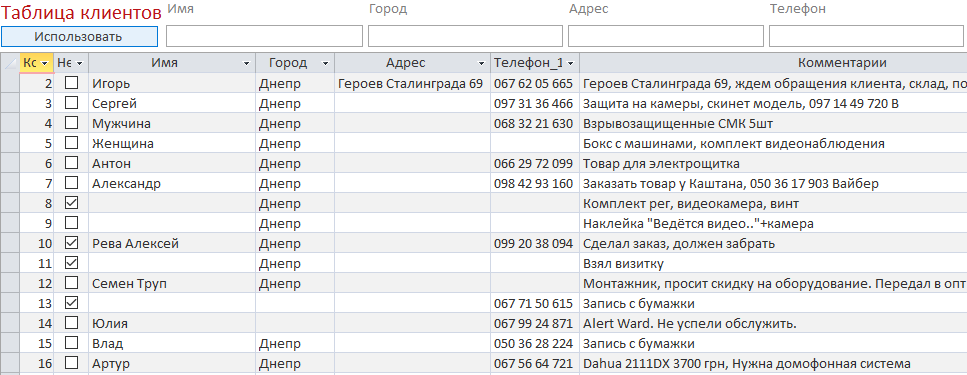 Таблица клиентов Имя Город Адрес Телефон
Использовать
Кс Не Имя Город Адрес Телефон_1 Комментарии
2 Игорь Днепр Героев Сталинграда 69 067 62 05 665 Героев Сталинграда 69, ждем обращения клиента, склад, по
3 Сергей Днепр 097 31 36 466 Защита на камеры, скинет модель, 097 14 49 720 В
4 Мужчина Днепр 068 32 21 630 Взрывозащищенные СМК 5шт
5 Женщина Днепр Бокс с машинами, комплект видеонаблюдения
6 Антон Днепр 066 29 72 099 Товар для электрощитка
7 Александр Днепр 098 42 93 160 Заказать товар у Каштана, 050 36 17 903 Вайбер
8 Днепр Комплект рег, видеокамера, винт
9 Днепр Наклейка "Ведётся видео.."+камера
10 Рева Алексей Днепр 099 20 38 094 Сделал заказ, должен забрать
11 Днепр Взял визитку
12 Семен Труп Днепр Монтажник, просит скидку на оборудование. Передал в опт
13 067 71 50 615 Запись с бумажки
14 Юлия 067 99 24 871 Alert Ward. Не успели обслужить.
15 Влад Днепр 050 36 28 224 Запись с бумажки
16 Артур Днепр 067 56 64 721 Dahua 2111DX 3700 грн, Нужна домофонная система